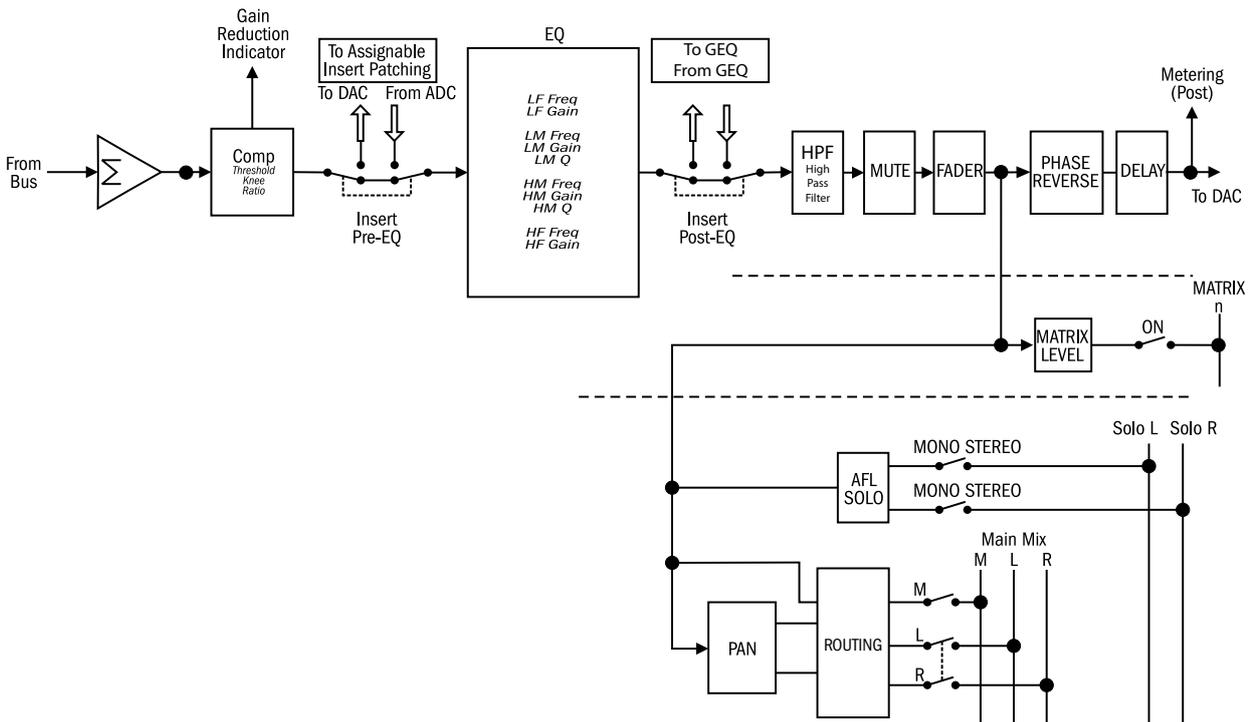 Gain
Reduction
Indicator
To Assignable
Insert Patching
To DAC From ADC
EQ
To GEQ
From GEQ
Metering
(Post)
From
Bus
Σ
Comp
Threshold
Knee
Ratio
Insert
Pre-EQ
LF Freq
LF Gain
LM Freq
LM Gain
LM Q
HM Freq
HM Gain
HM Q
HF Freq
HF Gain
Insert
Post-EQ
HPF
High
Pass
Filter
MUTE
FADER
PHASE
REVERSE
DELAY
To DAC
MATRIX
n
MATRIX
LEVEL
ON
Solo L Solo R
AFL
SOLO
MONO STEREO
MONO STEREO
Main Mix
M L R
PAN
ROUTING
M
L
R